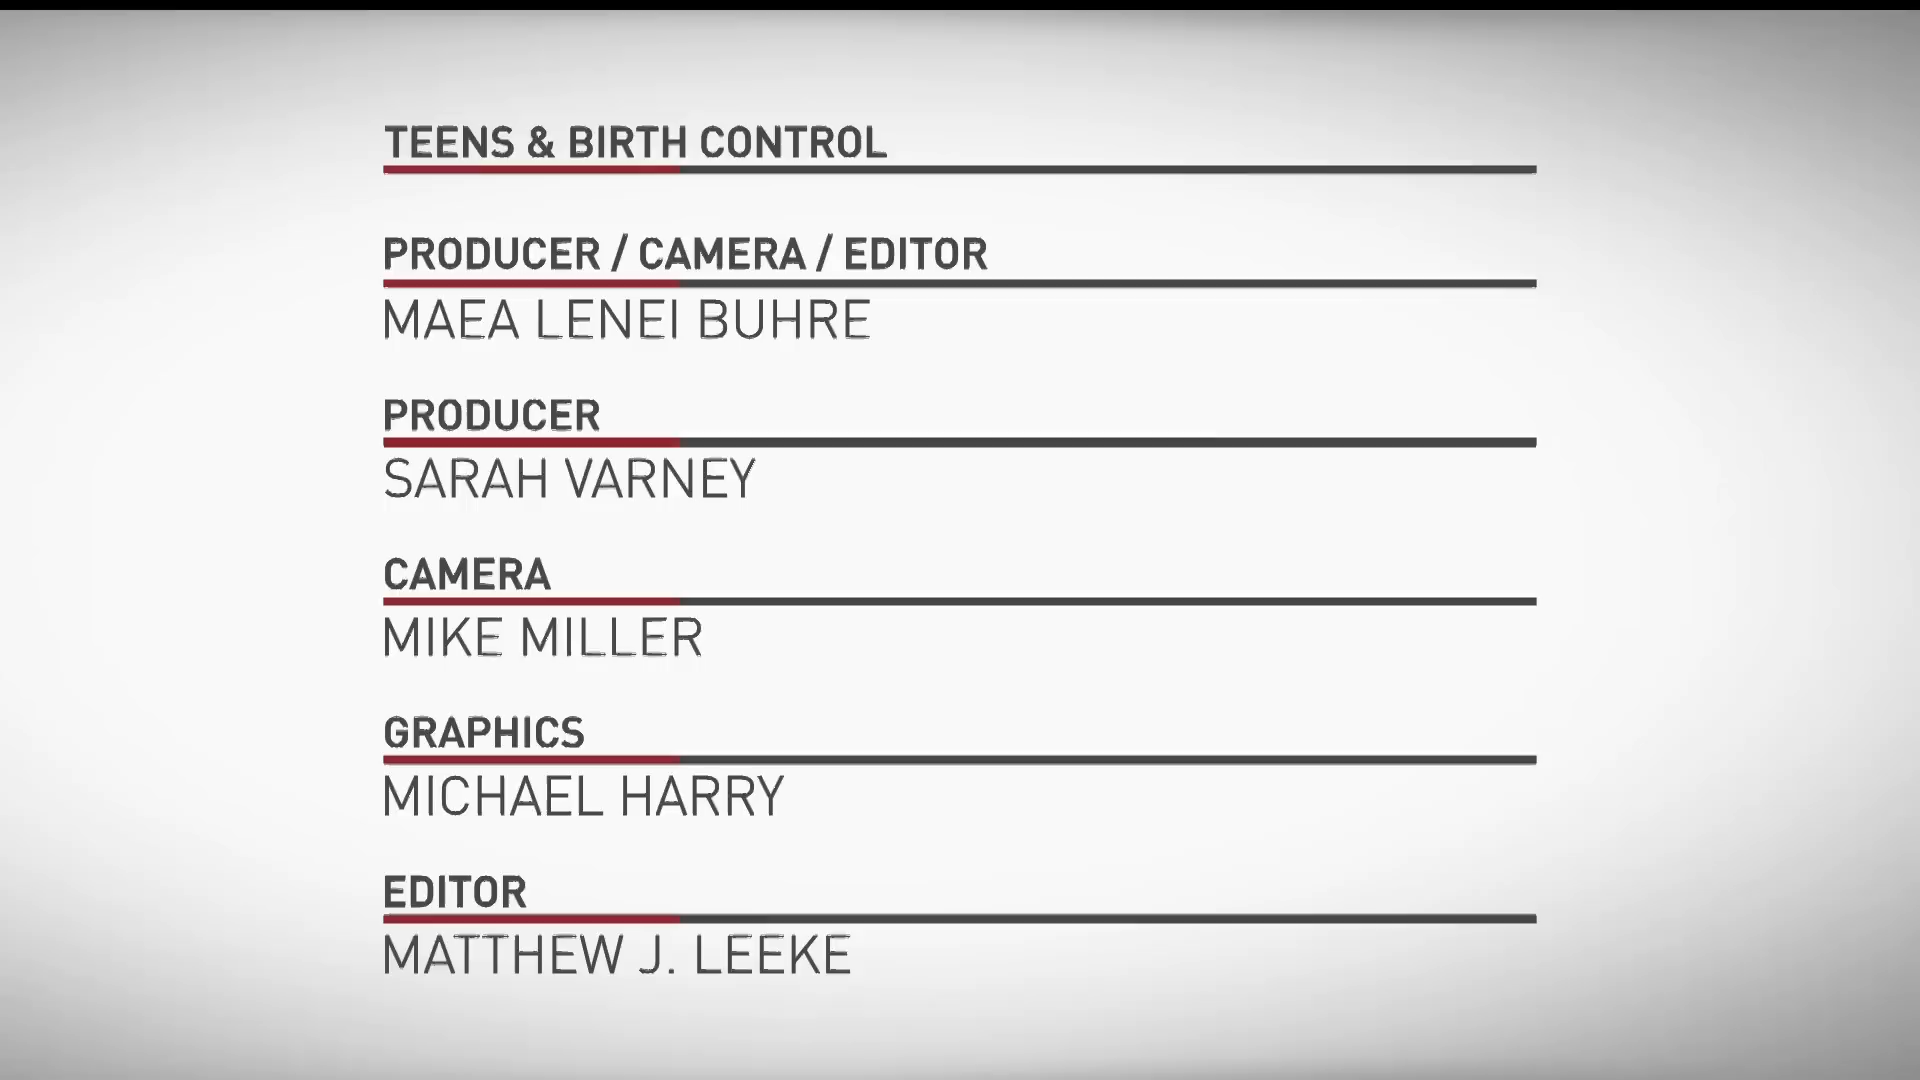 TEENS & BIRTH CONTROL
PRODUCER / CAMERA / EDITOR
MAEA LENEI BUHRE
PRODUCER
SARAH VARNEY
CAMERA
MIKE MILLER
GRAPHICS
MICHAEL HARRY
EDITOR
MATTHEW J. LEEKE